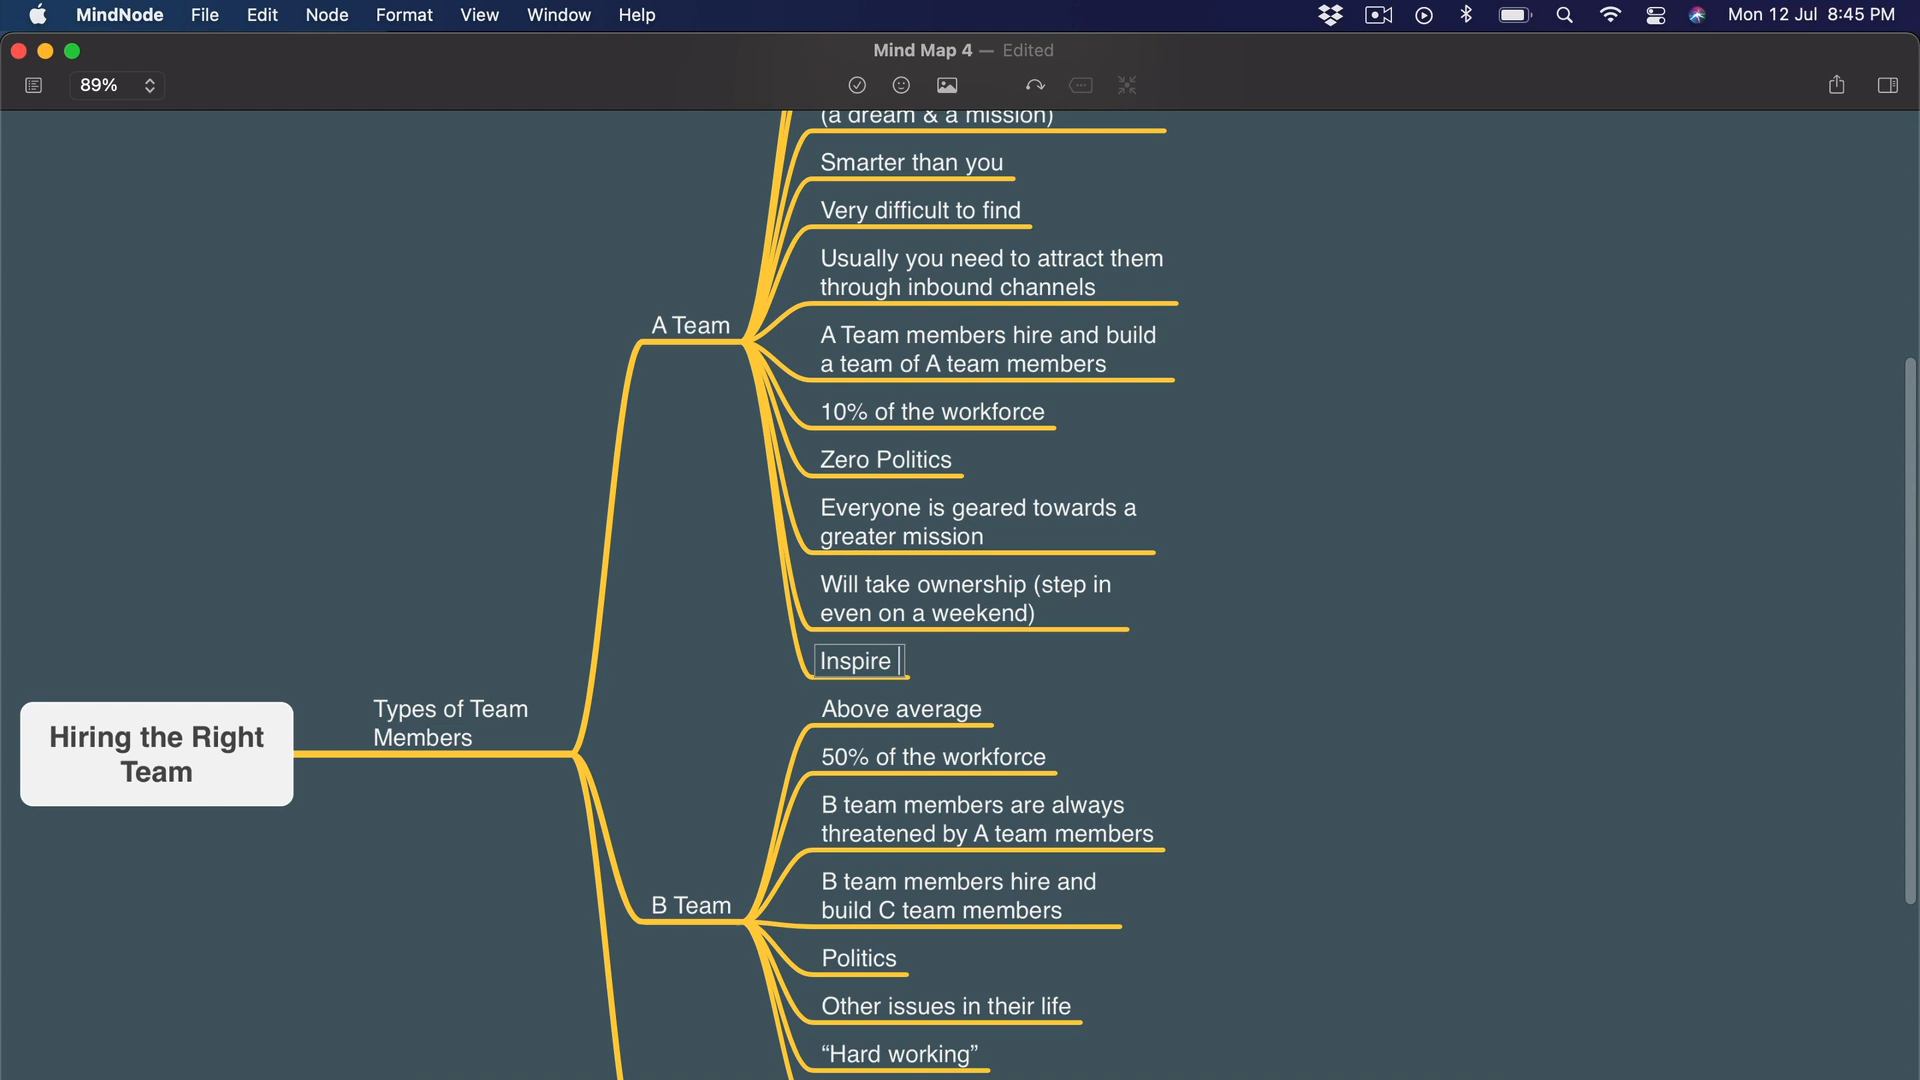 MindNode File Edit Node Format View Window Help Mon 12 Jul 8:45 PM
Mind Map 4 — Edited
89%
(a dream & a mission)
Smarter than you
Very difficult to find
Usually you need to attract them
through inbound channels
A Team
A Team members hire and build
a team of A team members
10% of the workforce
Zero Politics
Everyone is geared towards a
greater mission
Will take ownership (step in
even on a weekend)
Inspire
Hiring the Right
Team
Types of Team
Members
Above average
50% of the workforce
B team members are always
threatened by A team members
B Team
B team members hire and
build C team members
Politics
Other issues in their life
“Hard working”